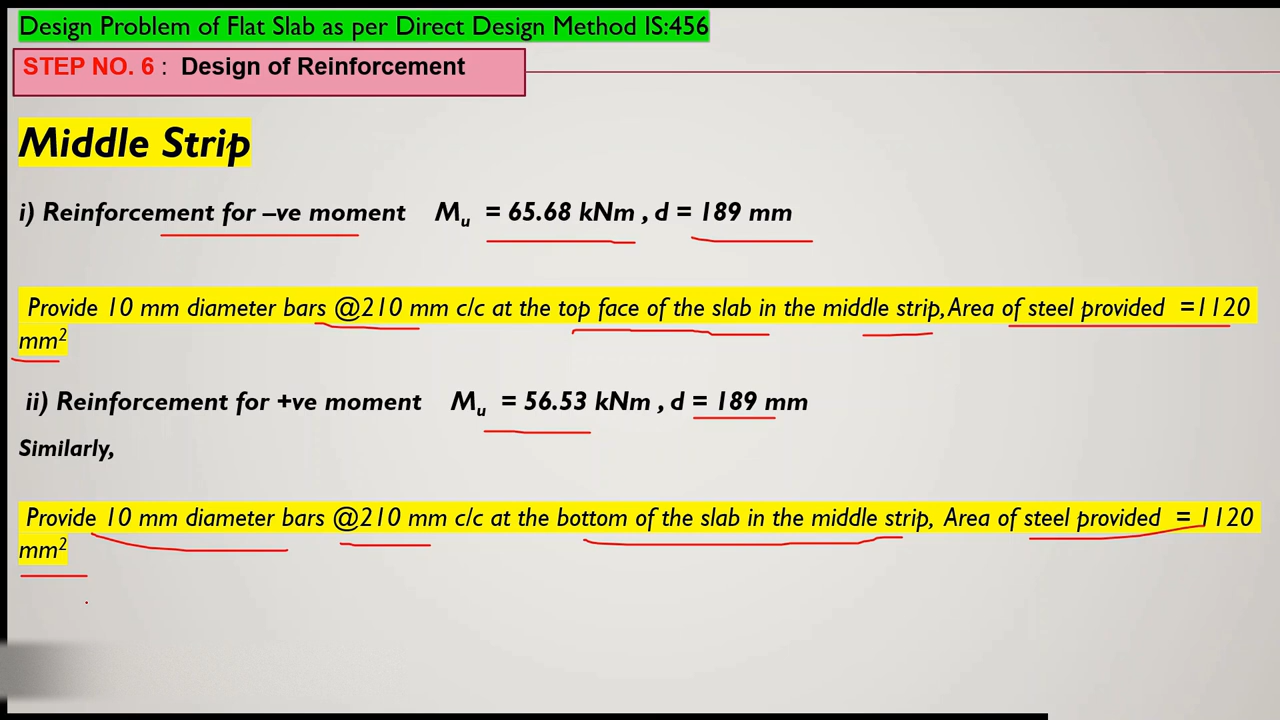 Design Problem of Flat Slab as per Direct Design Method IS:456
STEP NO. 6 : Design of Reinforcement
Middle Strip
i) Reinforcement for –ve moment Mu = 65.68 kNm , d = 189 mm
Provide 10 mm diameter bars @210 mm c/c at the top face of the slab in the middle strip,Area of steel provided =1120
mm²
ii) Reinforcement for +ve moment Mu = 56.53 kNm , d = 189 mm
Similarly,
Provide 10 mm diameter bars @210 mm c/c at the bottom of the slab in the middle strip, Area of steel provided = 1120
mm²